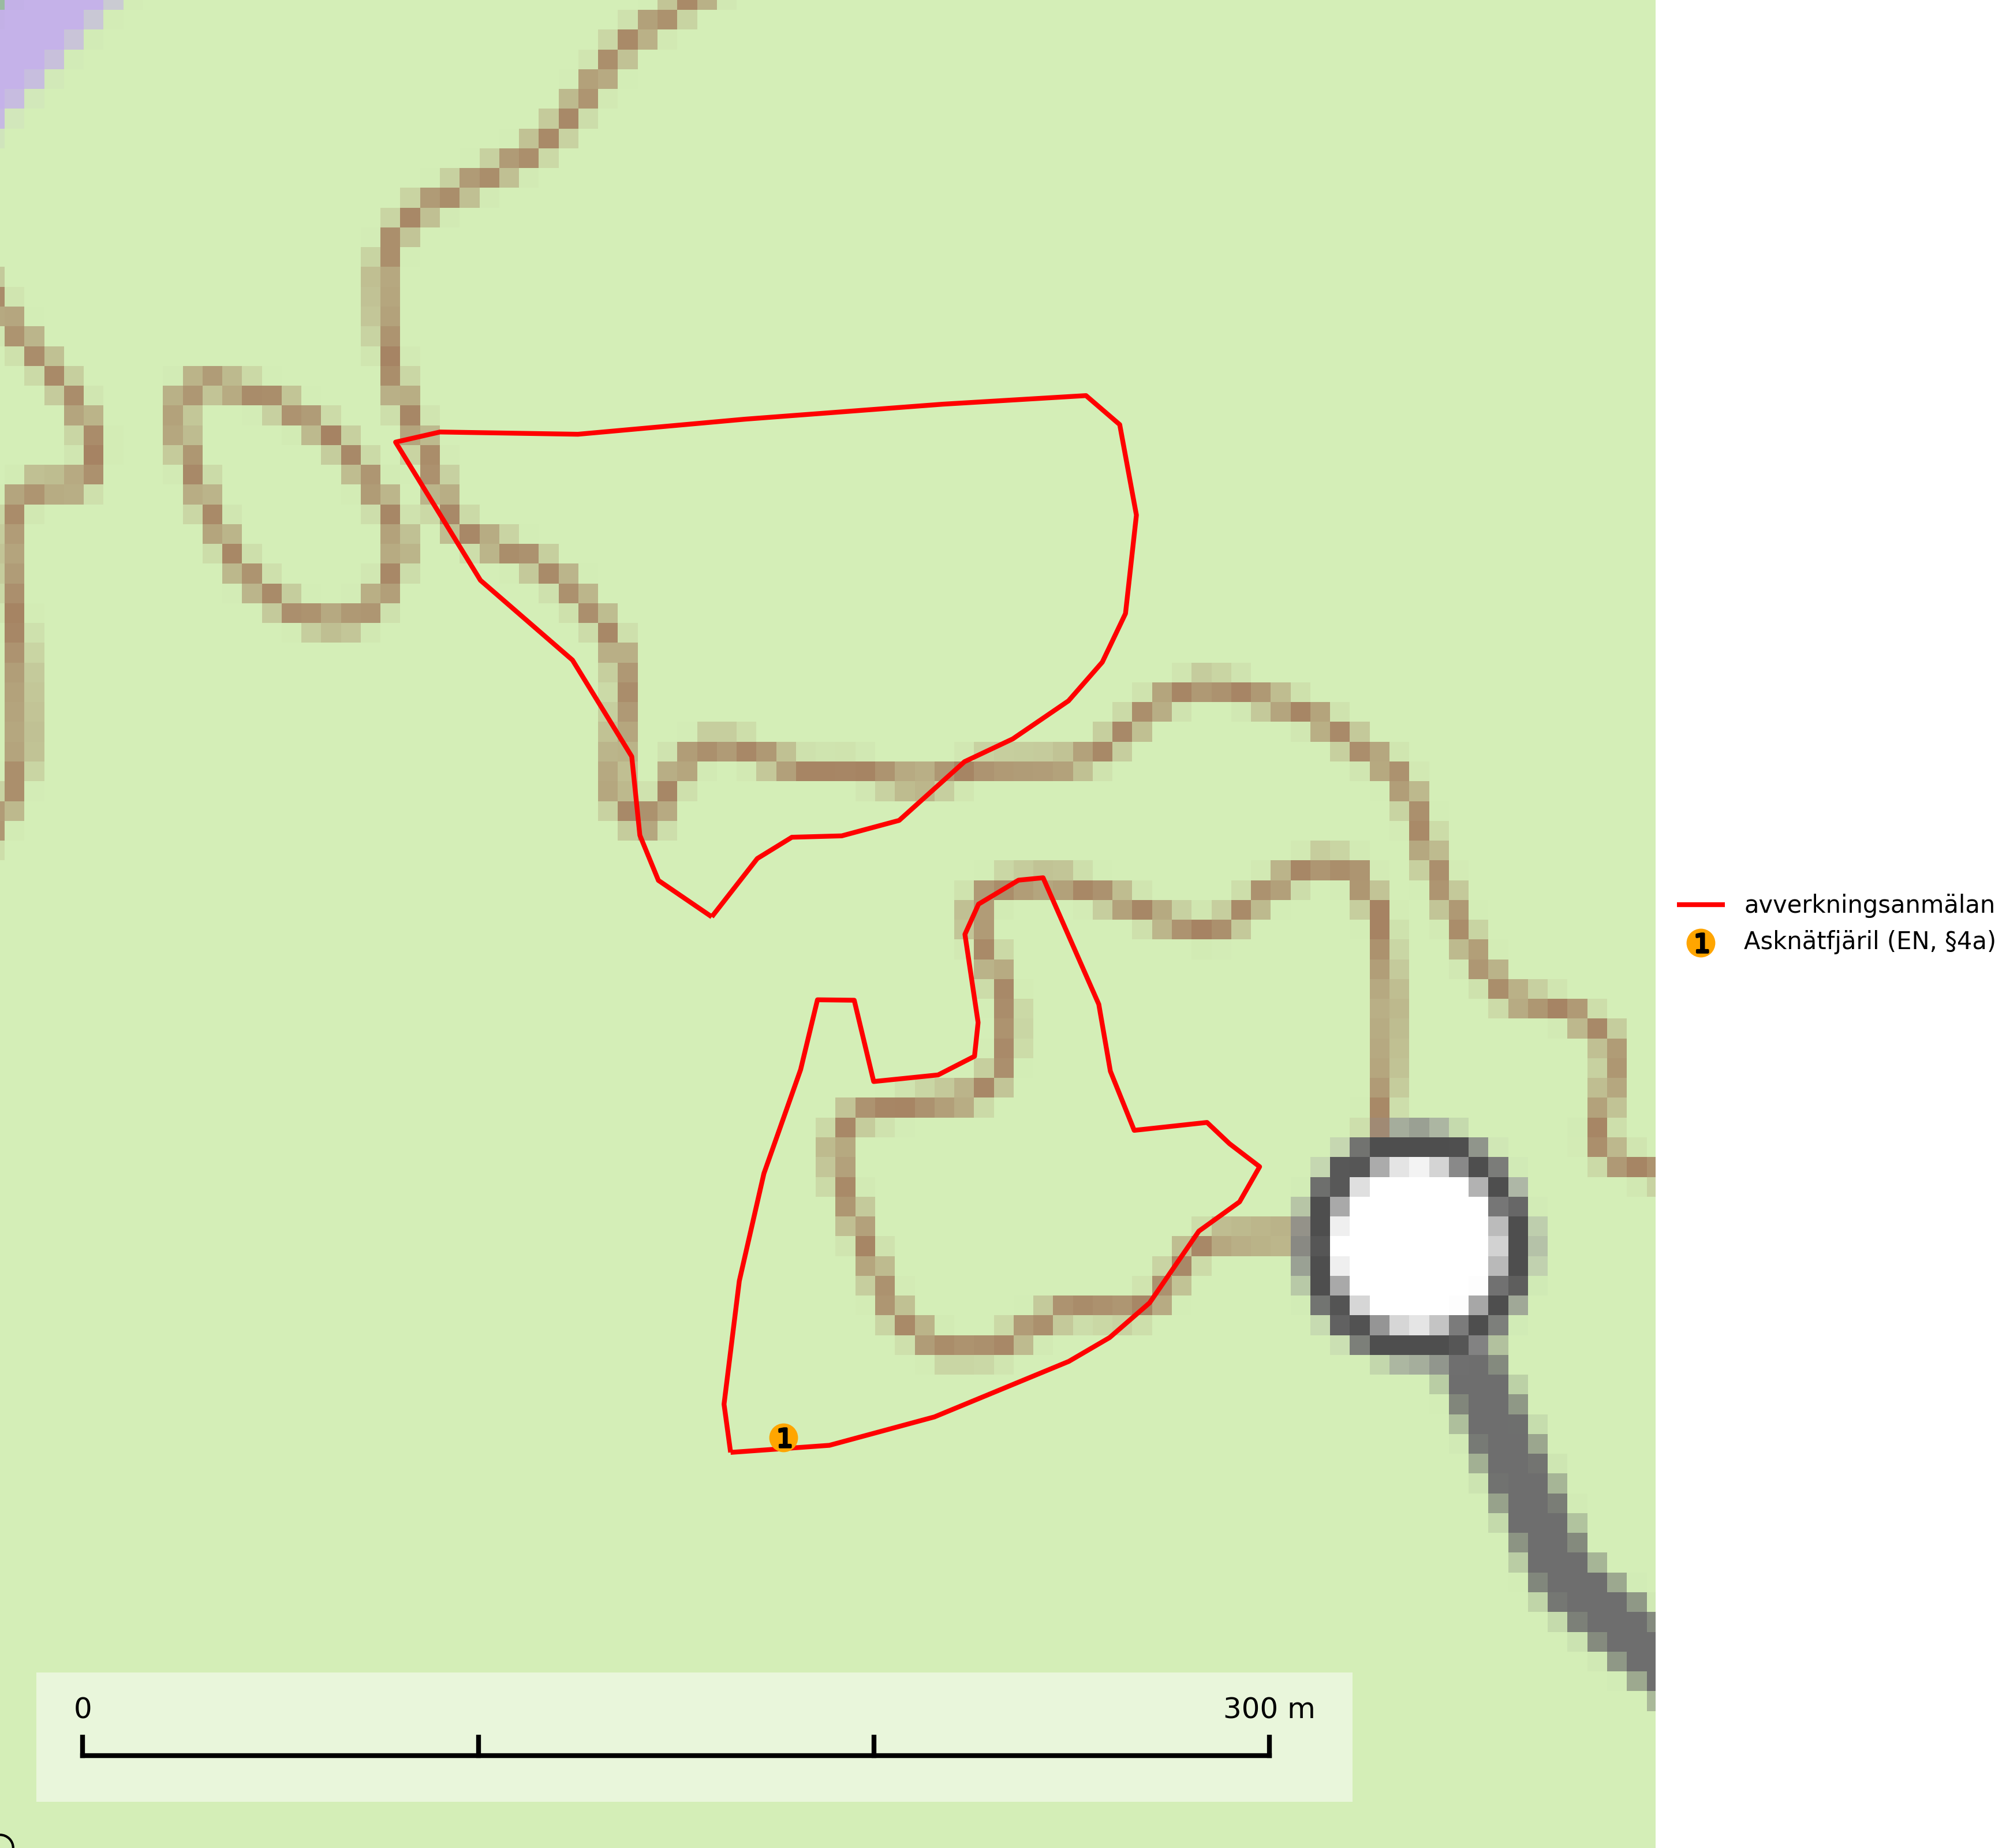 avverkningsanmälan
1 Asknätfjäril (EN, §4a)
1
0 300 m